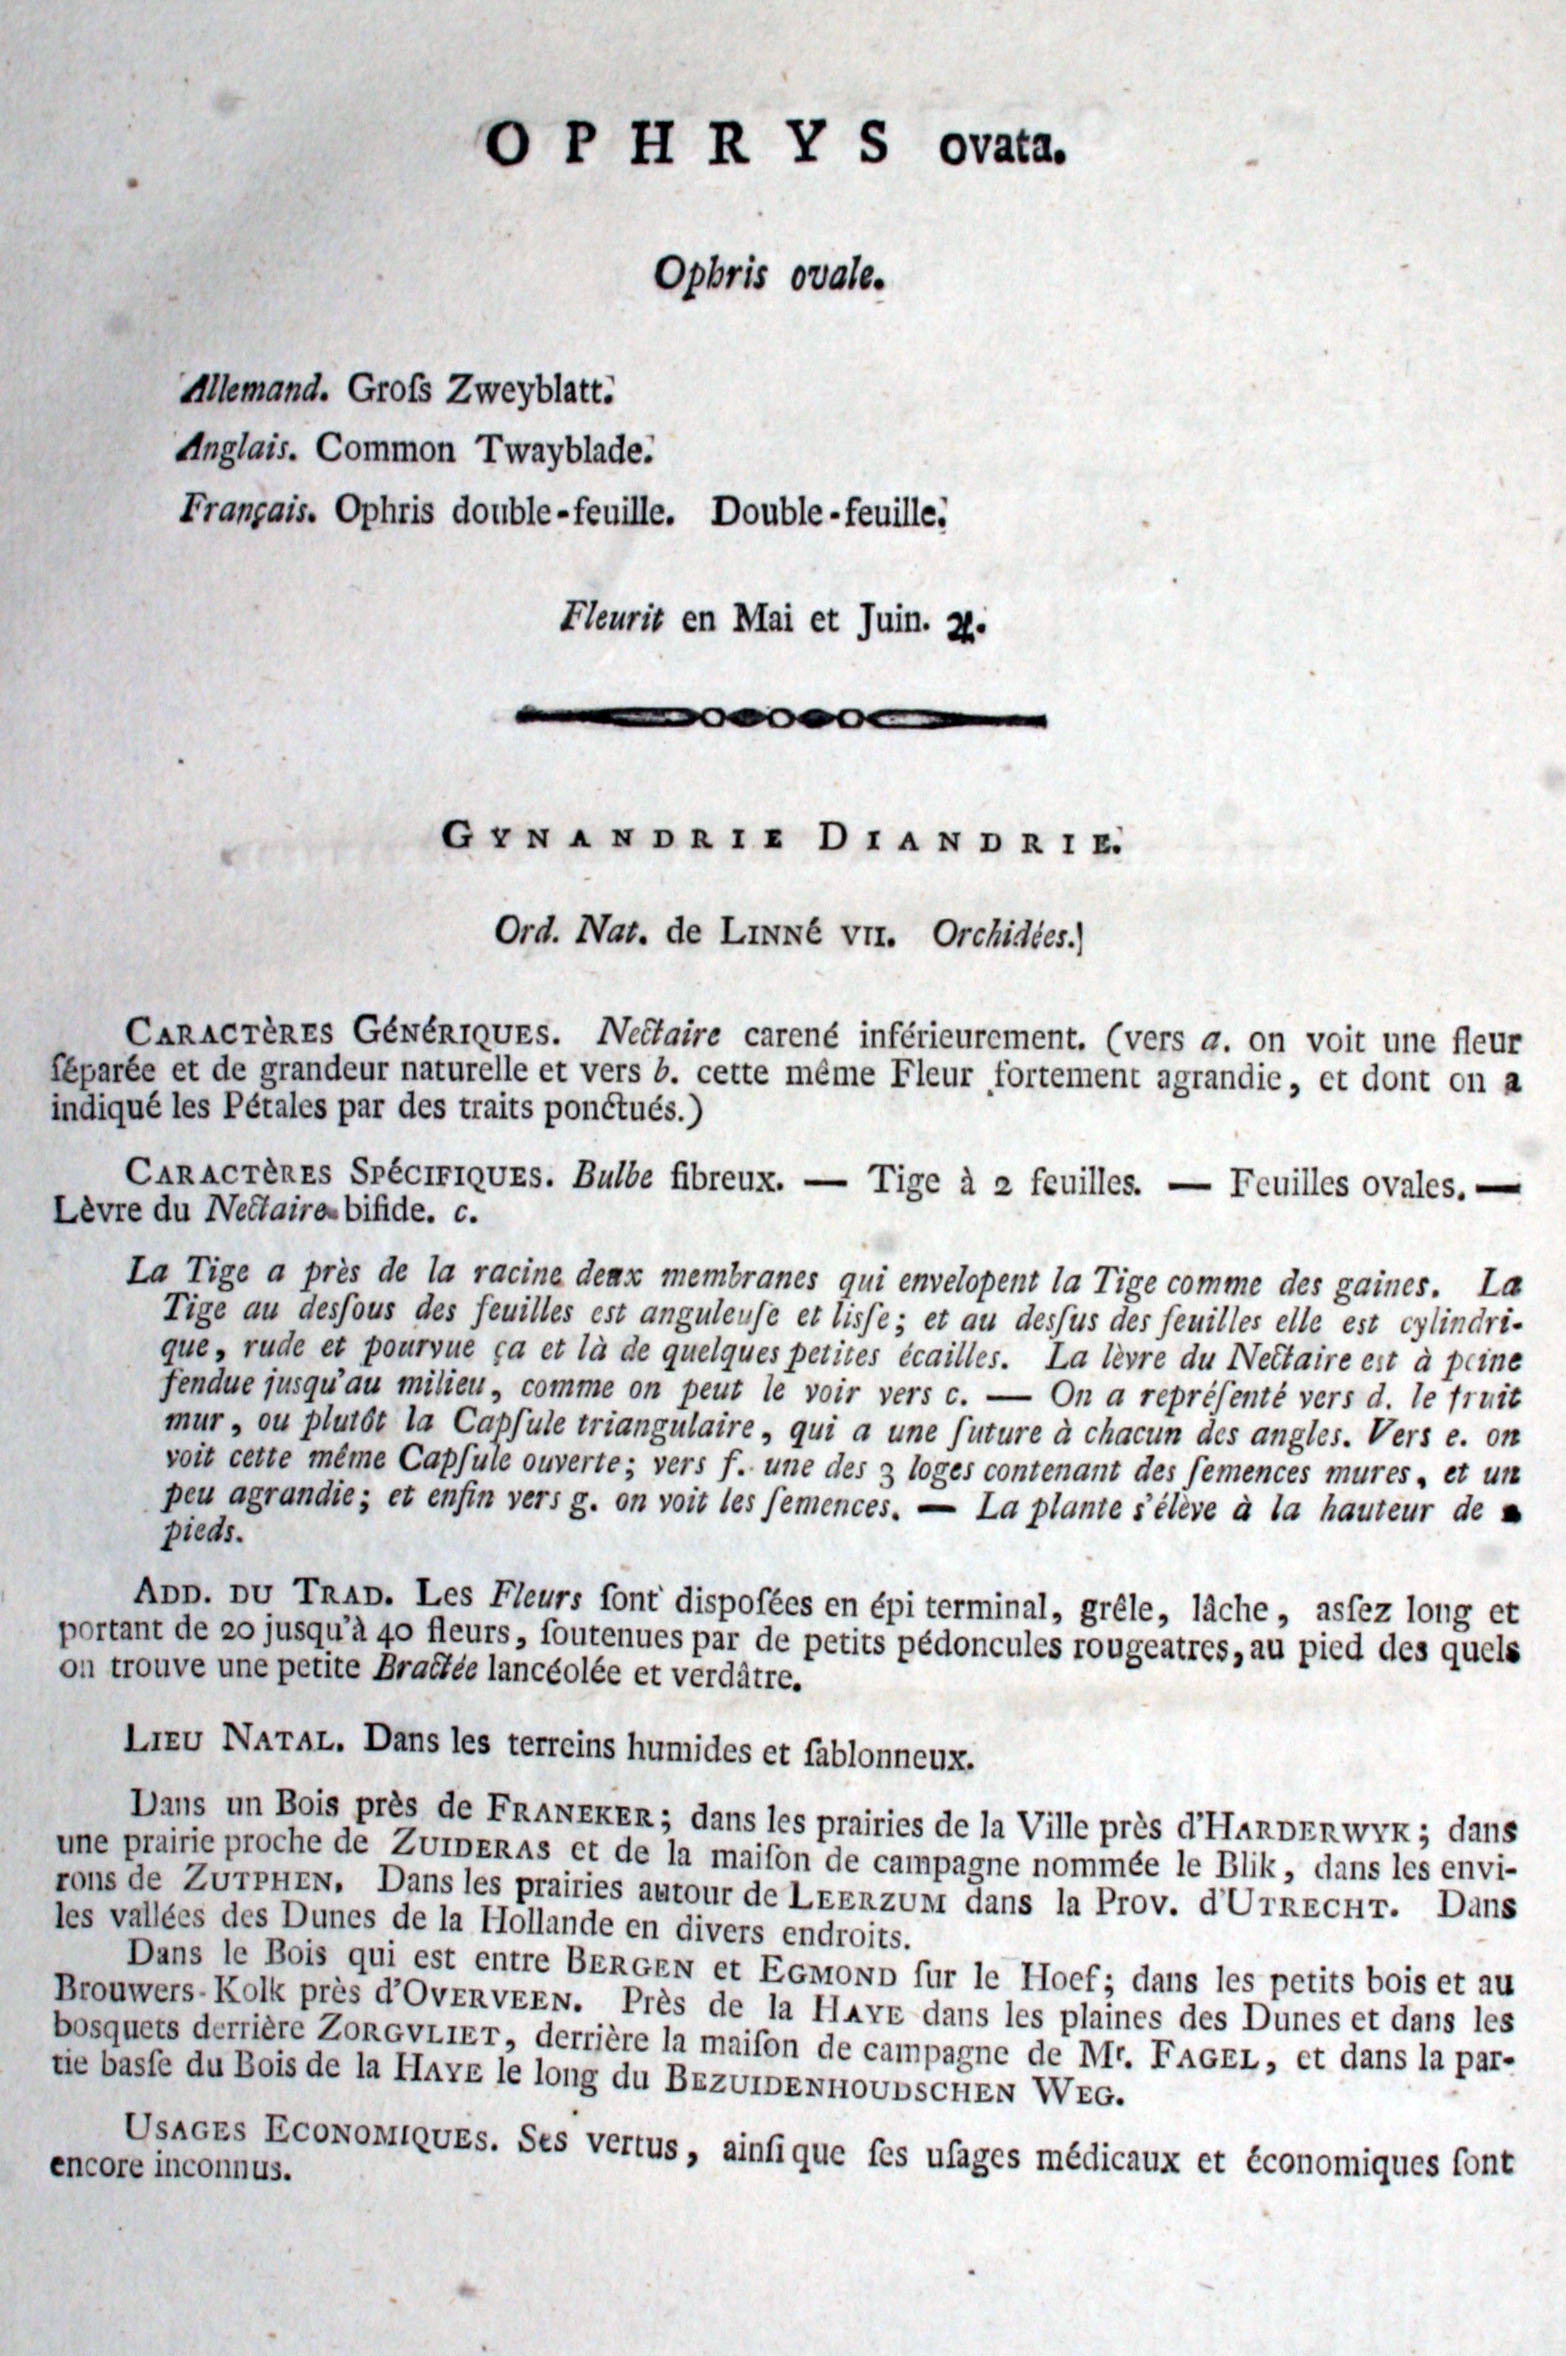 OPHRYS ovata.
Ophris ovale.
Allemand. Groſs Zweyblatt.
Anglais. Common Twayblade.
Français. Ophris double-feuille. Double-feuille.
Fleurit en Mai et Juin. ♃.
GYNANDRIE DIANDRIE.
Ord. Nat. de LINNé VII. Orchidées.
CARACTèRES GéNéRIQUES. Nectaire carené inférieurement. (vers a. on voit une fleur
ſéparée et de grandeur naturelle et vers b. cette même Fleur fortement agrandie, et dont on a
indiqué les Pétales par des traits ponctués.)
CARACTèRES SPéCIFIQUES. Bulbe fibreux. — Tige à 2 feuilles. — Feuilles ovales. —
Lèvre du Nectaire bifide. c.
La Tige a près de la racine deux membranes qui envelopent la Tige comme des gaines. La
Tige au desſous des feuilles est anguleuſe et lisſe; et au desſus des feuilles elle est cylindri-
que, rude et pourvue ça et là de quelques petites écailles. La lèvre du Nectaire est à peine
fendue jusqu'au milieu, comme on peut le voir vers c. — On a repréſenté vers d. le fruit
mur, ou plutôt la Capſule triangulaire, qui a une ſuture à chacun des angles. Vers e. on
voit cette même Capſule ouverte; vers f. une des 3 loges contenant des ſemences mures, et un
peu agrandie; et enfin vers g. on voit les ſemences. — La plante s'élève à la hauteur de
pieds.
ADD. DU TRAD. Les Fleurs ſont diſpoſées en épi terminal, grêle, lâche, asſez long et
portant de 20 jusqu'à 40 fleurs, ſoutenues par de petits pédoncules rougeatres, au pied des quels
on trouve une petite Bractée lancéolée et verdâtre.
LIEU NATAL. Dans les terreins humides et ſablonneux.
Dans un Bois près de FRANEKER; dans les prairies de la Ville près d'HARDERWYK; dans
une prairie proche de ZUIDERAS et de la maiſon de campagne nommée le Blik, dans les envi-
rons de ZUTPHEN. Dans les prairies autour de LEERZUM dans la Prov. d'UTRECHT. Dans
les vallées des Dunes de la Hollande en divers endroits.
Dans le Bois qui est entre BERGEN et EGMOND ſur le Hoef; dans les petits bois et au
Brouwers-Kolk près d'OVERVEEN. Près de la HAYE dans les plaines des Dunes et dans les
bosquets derrière ZORGVLIET, derrière la maiſon de campagne de Mr. FAGEL, et dans la par-
tie basſe du Bois de la HAYE le long du BEZUIDENHOUDSCHEN WEG.
USAGES ECONOMIQUES. Ses vertus, ainſi que ſes uſages médicaux et économiques ſont
encore inconnus.